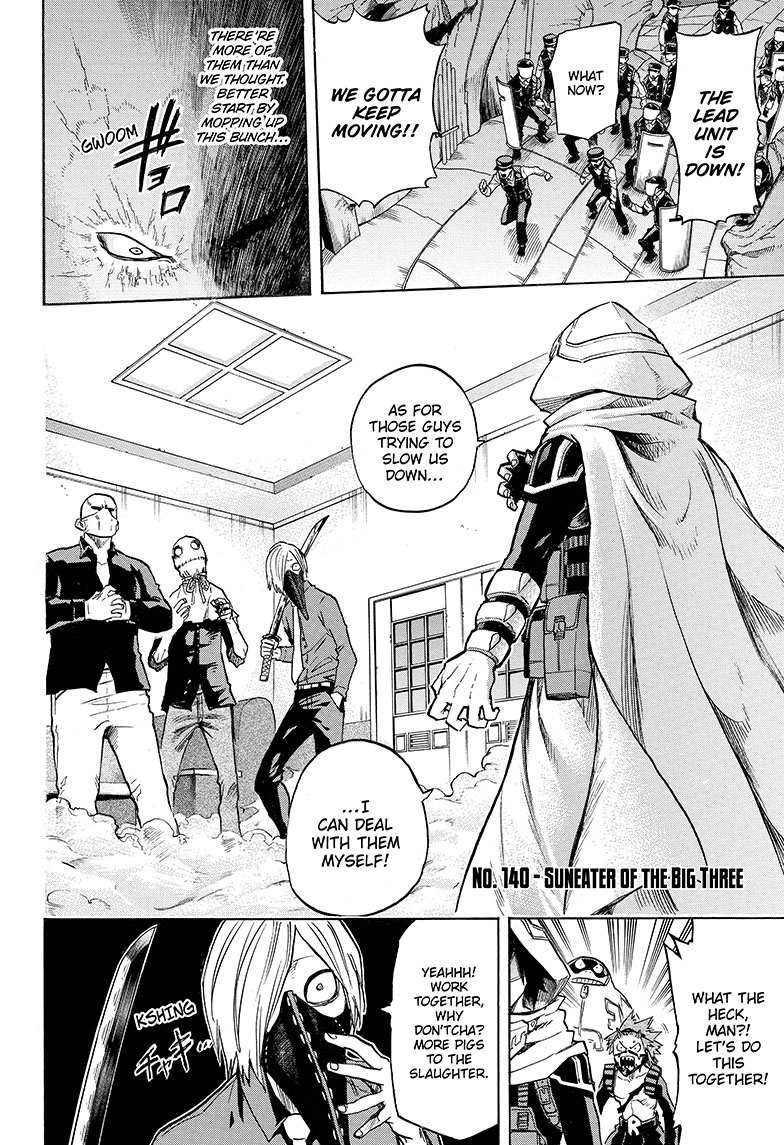 THE LEAD
UNIT
IS
DOWN!
WHAT
NOW?
WE GOTTA
KEEP
MOVING!!
THERE'RE
MORE OF
THEM THAN
WE THOUGHT.
BETTER
START BY
MOPPING UP
THIS BUNCH...
GWOOM
ギョロ
AS FOR
THOSE GUYS
TRYING TO
SLOW US
DOWN...
...I
CAN DEAL
WITH THEM
MYSELF!
NO. 140 - SUNEATER OF THE BIG THREE
WHAT THE
HECK,
MAN?!
LET'S DO
THIS
TOGETHER!
R
YEAHHH!
WORK
TOGETHER,
WHY
DON'TCHA?
MORE PIGS
TO THE
SLAUGHTER.
KSHING
チャキ...